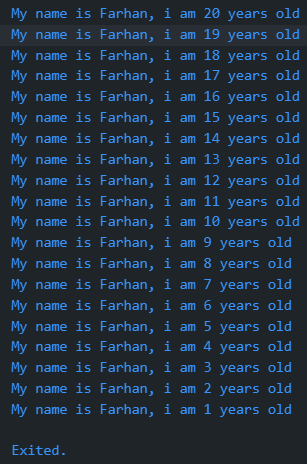 My name is Farhan, i am 20 years old
My name is Farhan, i am 19 years old
My name is Farhan, i am 18 years old
My name is Farhan, i am 17 years old
My name is Farhan, i am 16 years old
My name is Farhan, i am 15 years old
My name is Farhan, i am 14 years old
My name is Farhan, i am 13 years old
My name is Farhan, i am 12 years old
My name is Farhan, i am 11 years old
My name is Farhan, i am 10 years old
My name is Farhan, i am 9 years old
My name is Farhan, i am 8 years old
My name is Farhan, i am 7 years old
My name is Farhan, i am 6 years old
My name is Farhan, i am 5 years old
My name is Farhan, i am 4 years old
My name is Farhan, i am 3 years old
My name is Farhan, i am 2 years old
My name is Farhan, i am 1 years old
Exited.